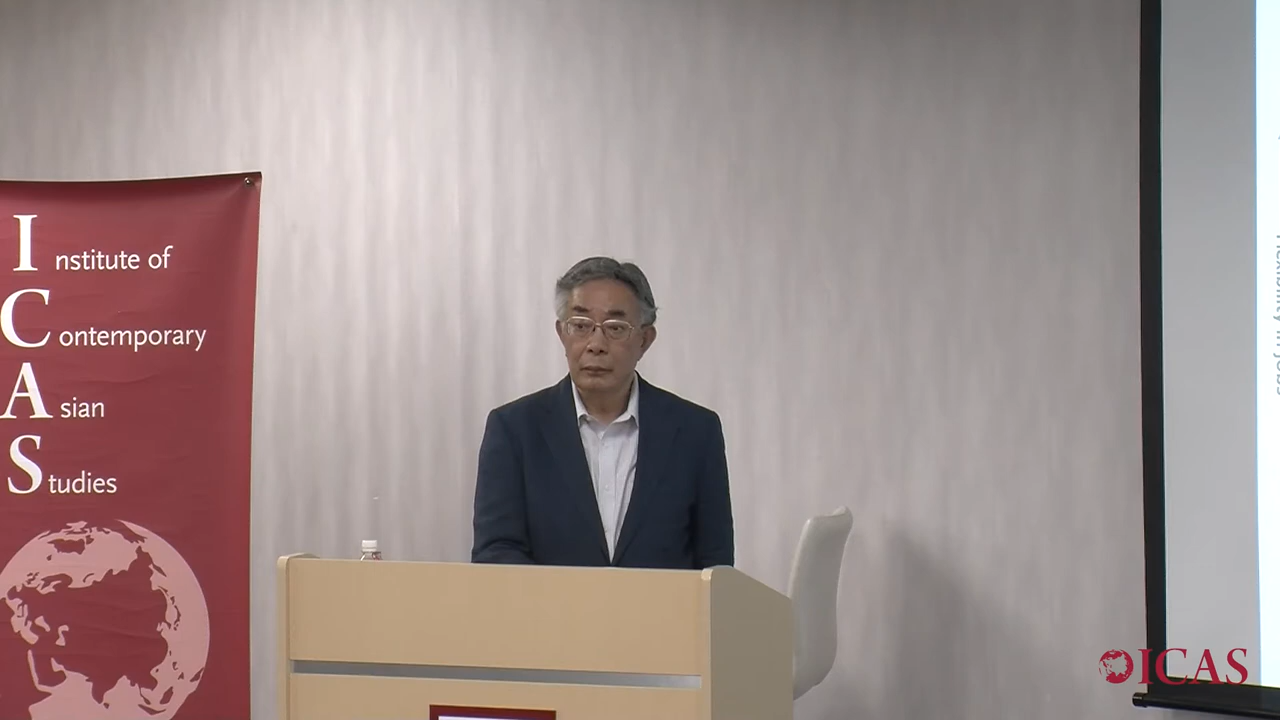 Institute of
Contemporary
Asian
Studies
ICAS